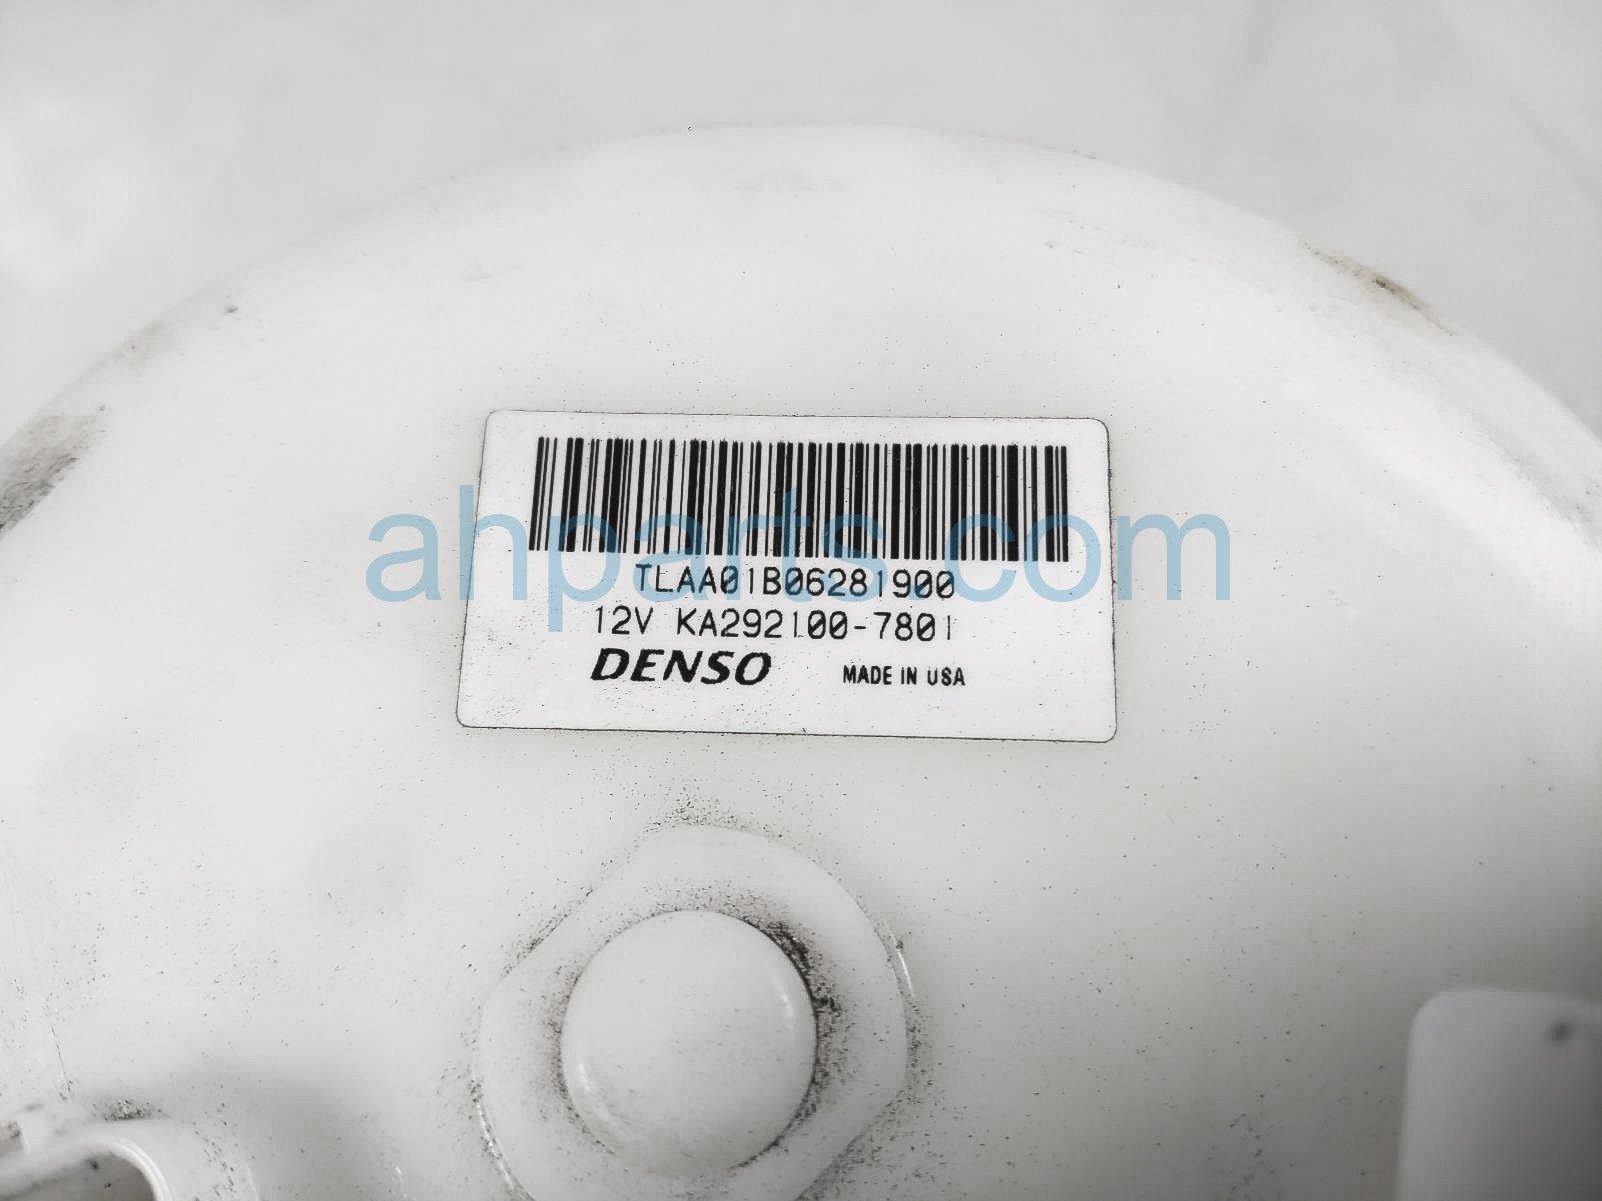 TLAA01B06281900
12V KA292100-7801
DENSO MADE IN USA
ahparts.com